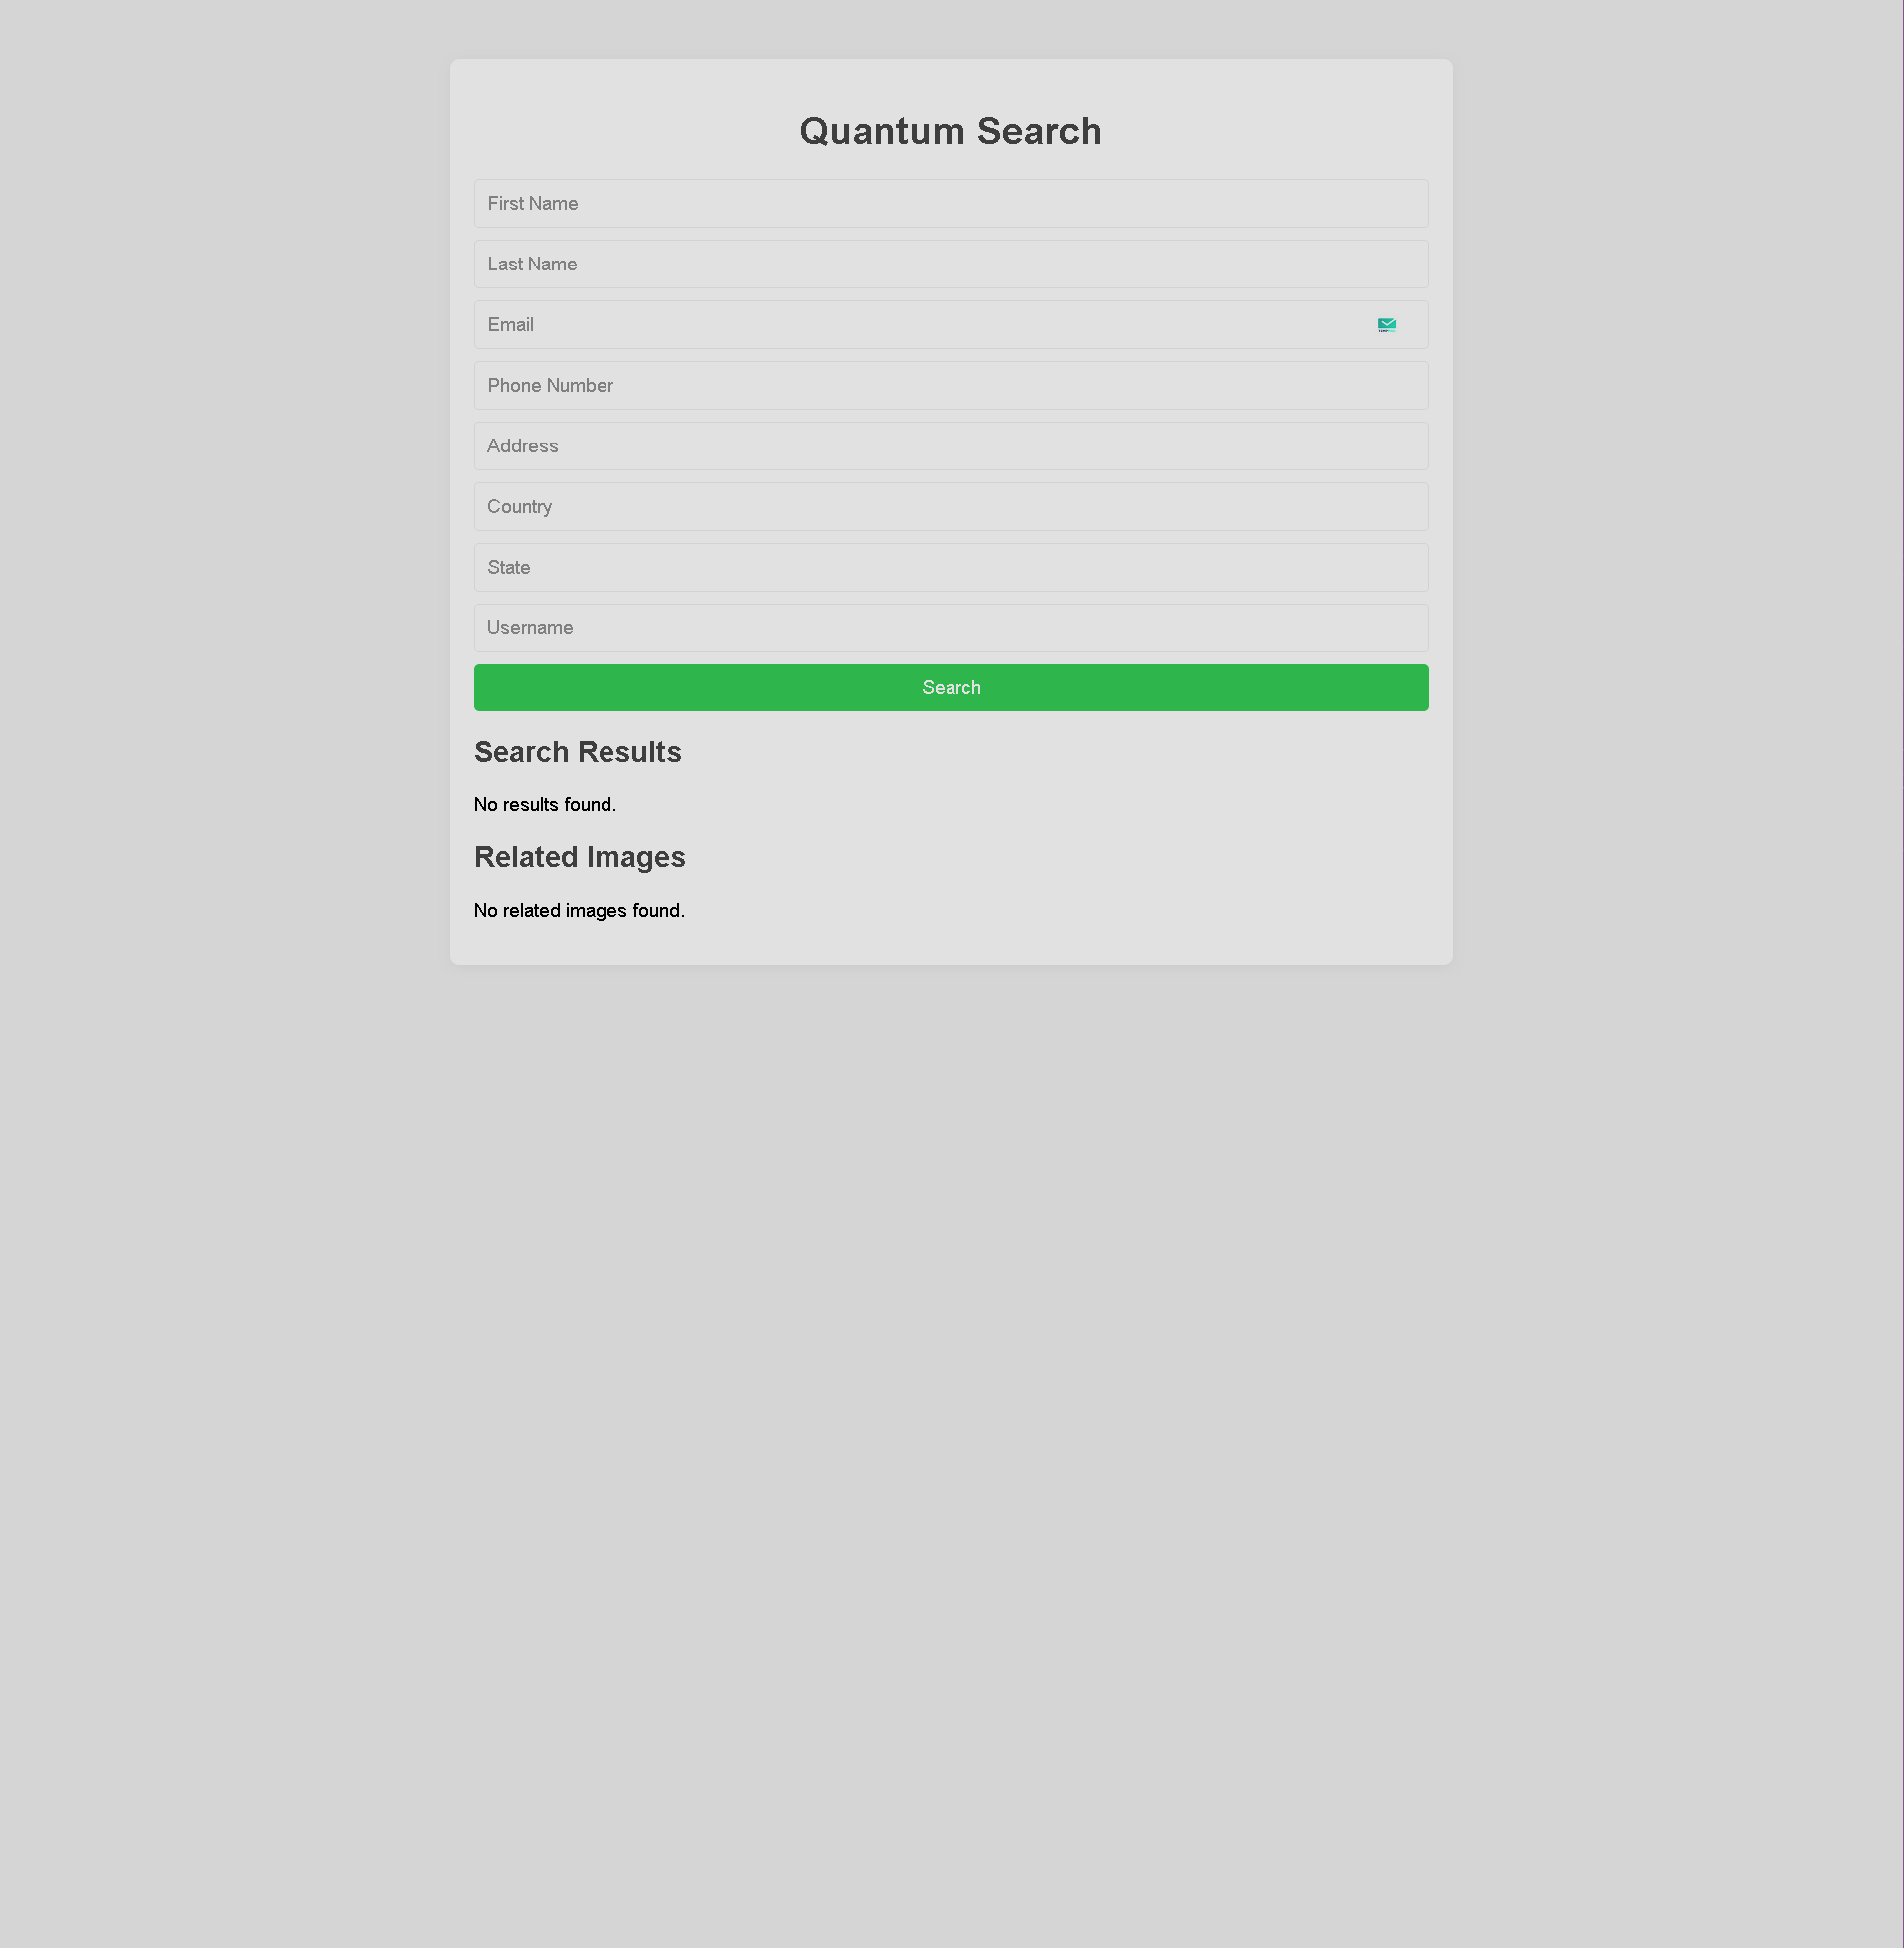 Quantum Search
First Name
Last Name
Email
Phone Number
Address
Country
State
Username
Search
Search Results
No results found.
Related Images
No related images found.